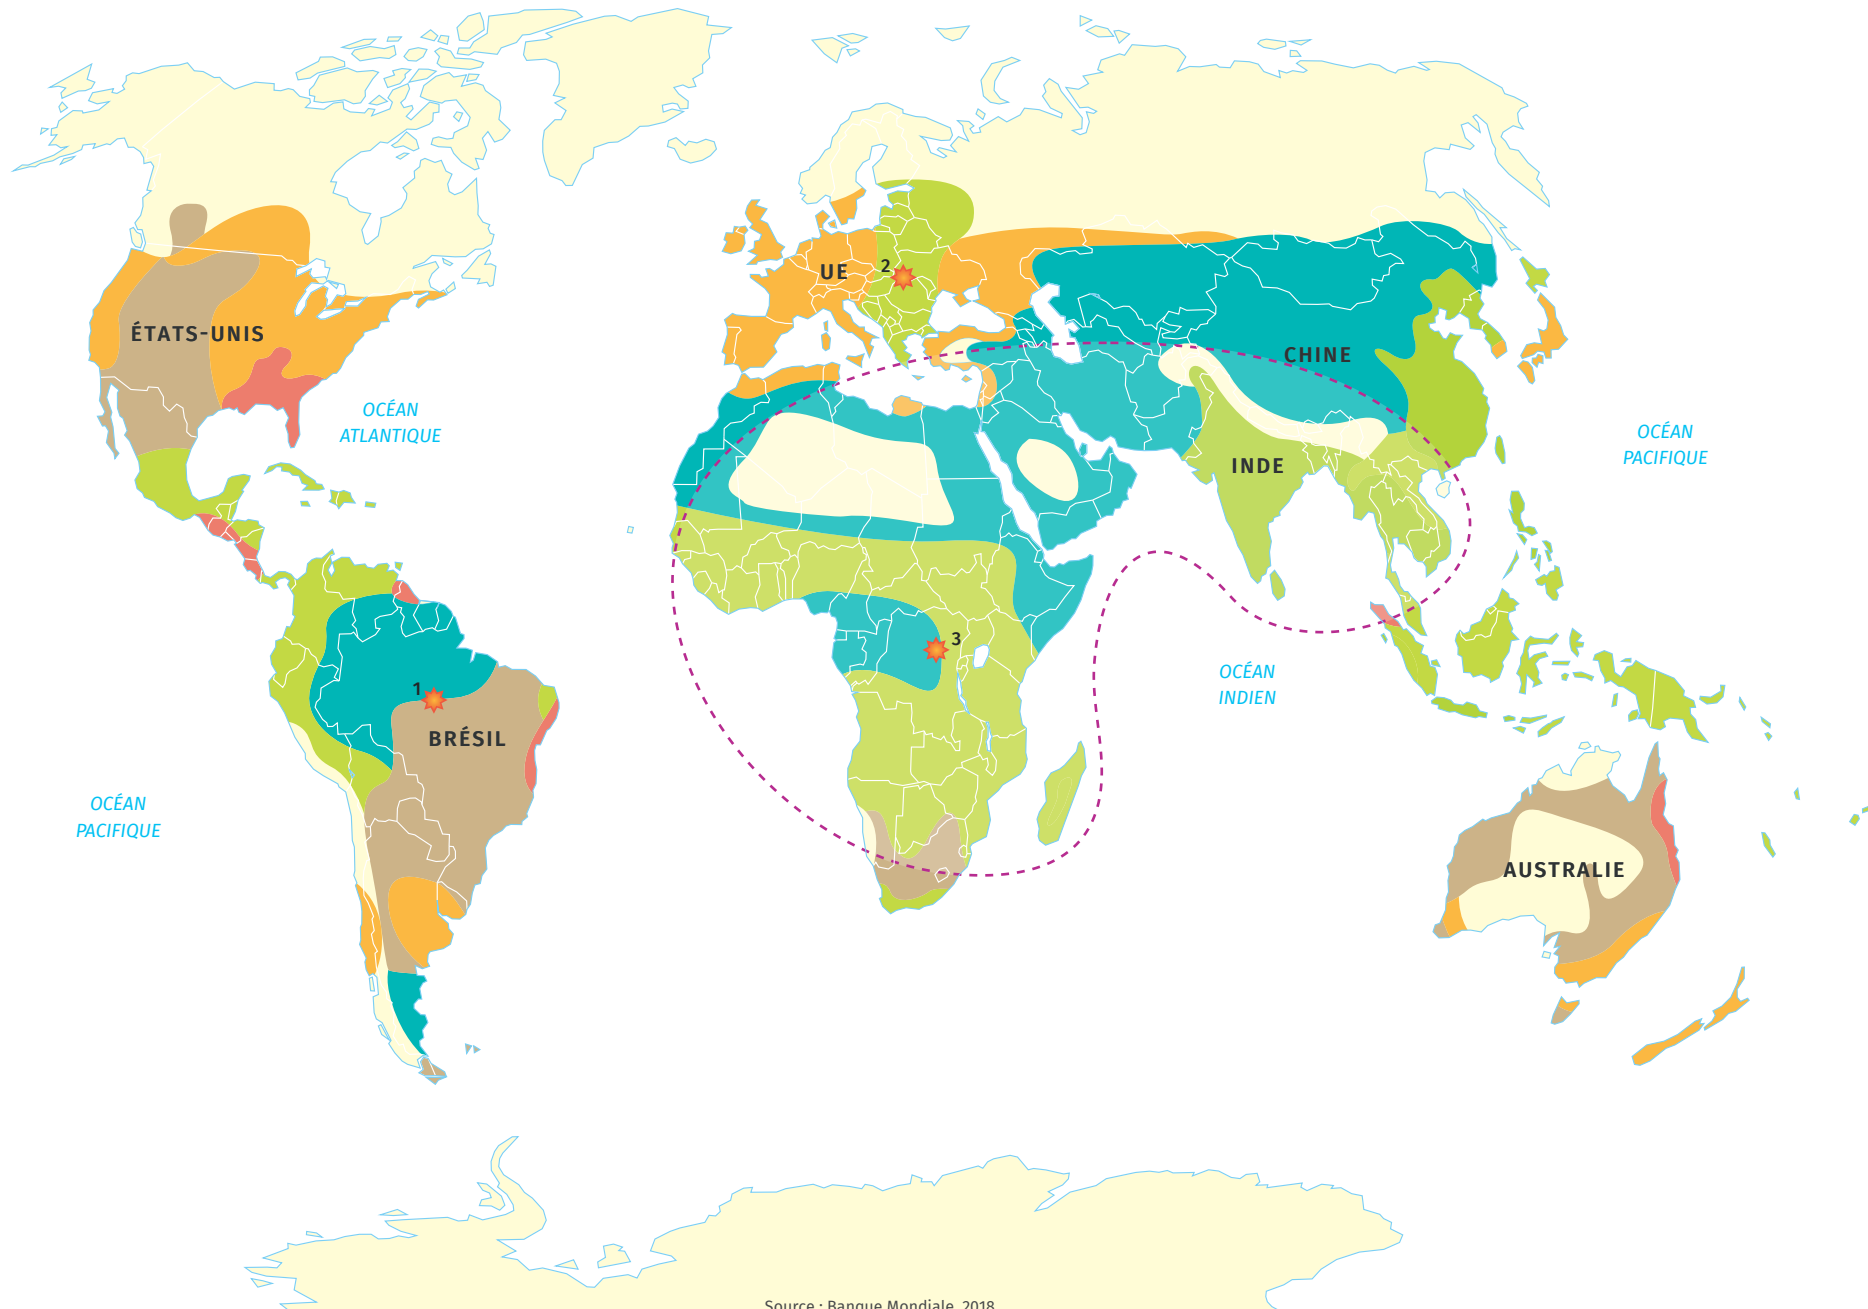 UE
2
ÉTATS-UNIS
CHINE
OCÉAN
ATLANTIQUE
OCÉAN
PACIFIQUE
INDE
3
OCÉAN
INDIEN
1
BRÉSIL
OCÉAN
PACIFIQUE
AUSTRALIE
Source : Banque Mondiale, 2018